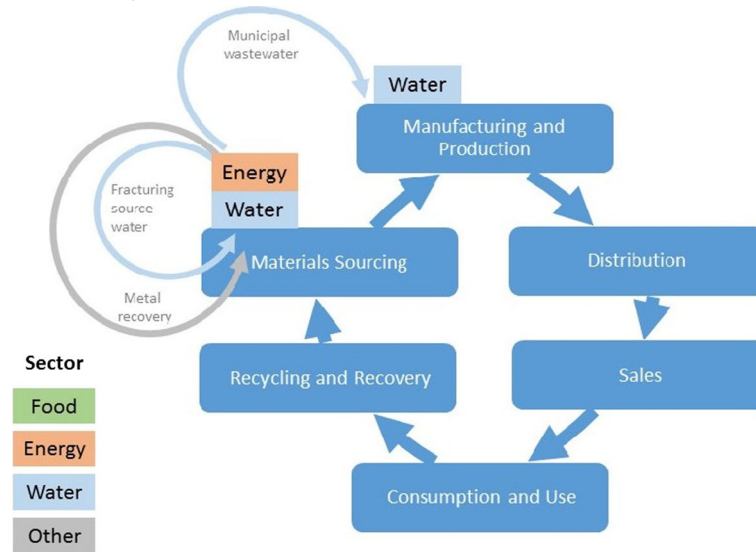 Municipal
wastewater
Water
Manufacturing and
Production
Energy
Fracturing
source
water
Water
Materials Sourcing
Distribution
Metal
recovery
Sector
Recycling and Recovery
Sales
Food
Energy
Water
Consumption and Use
Other